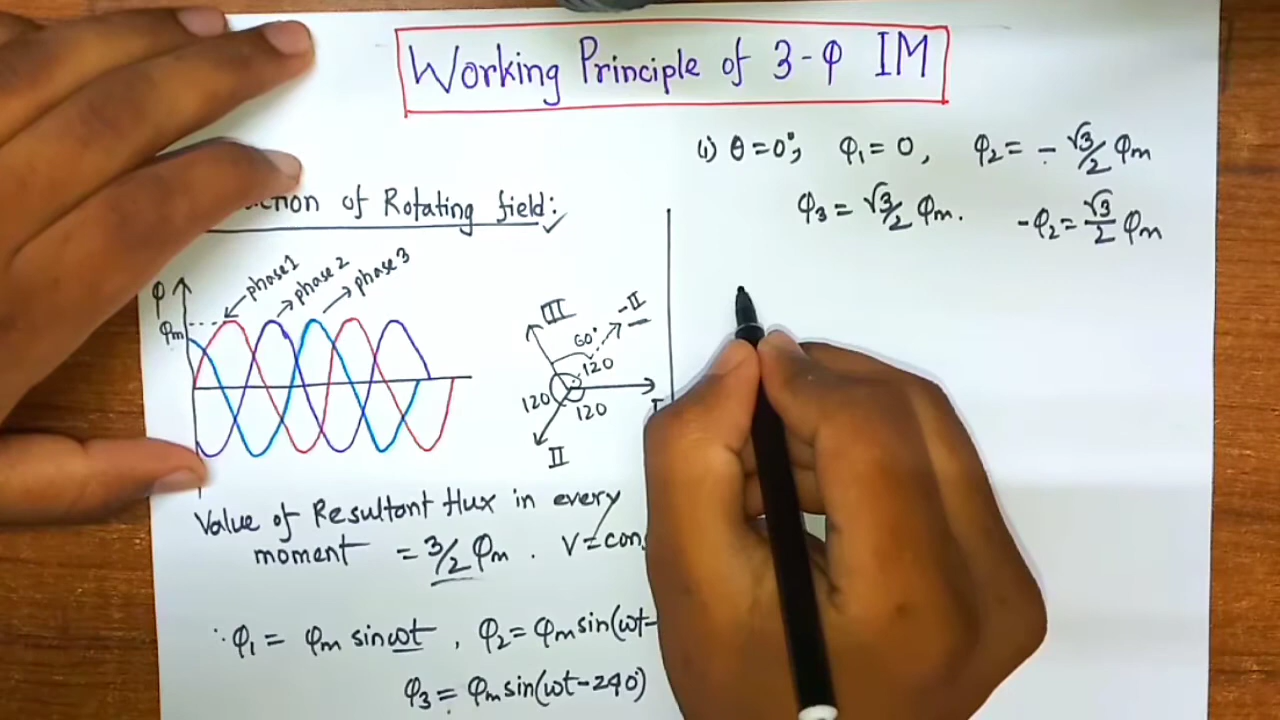 Working Principle of 3-φ IM
(1) θ=0°; φ1 = 0, φ2 = - √3/2 φm
φ3 = √3/2 φm. -φ2 = √3/2 φm
of Rotating field:
phase1
phase 2
phase 3
φ
φm
III
-II
60°
120
120
120
I
II
Value of Resultant flux in every
moment = 3/2 φm . V=con
∴ φ1 = φm sinωt , φ2 = φm sin(ωt-
φ3 = φm sin(ωt-240)